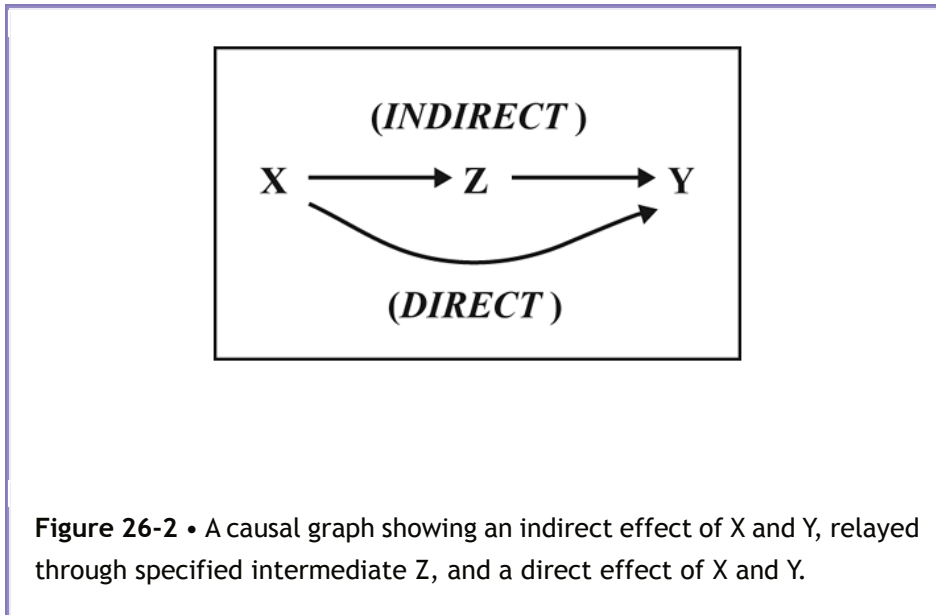 (INDIRECT )
X Z Y
(DIRECT )
Figure 26-2 • A causal graph showing an indirect effect of X and Y, relayed
through specified intermediate Z, and a direct effect of X and Y.